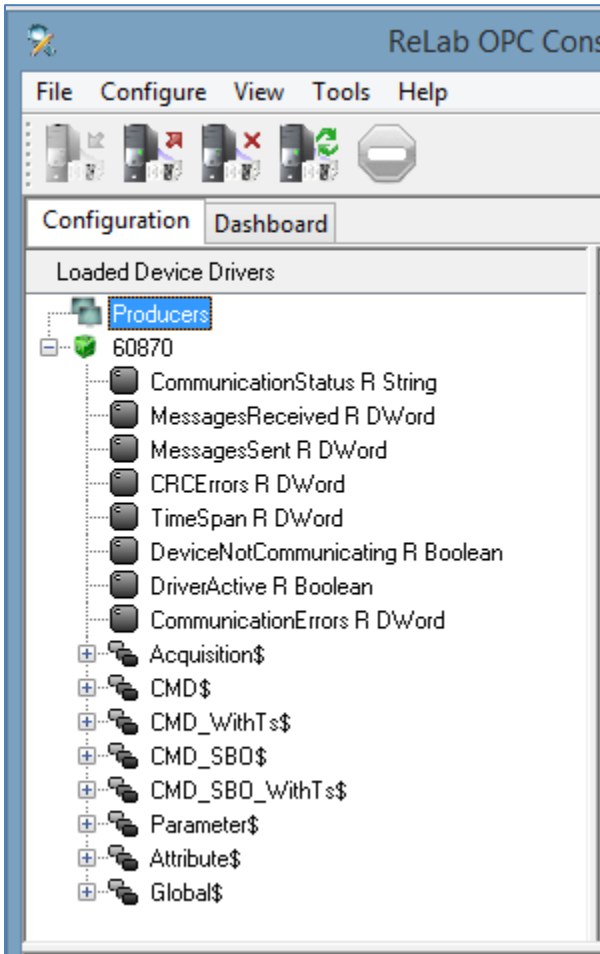 ReLab OPC Cons
File Configure View Tools Help
Configuration Dashboard
Loaded Device Drivers
Producers
60870
CommunicationStatus R String
MessagesReceived R DWord
MessagesSent R DWord
CRCErrors R DWord
TimeSpan R DWord
DeviceNotCommunicating R Boolean
DriverActive R Boolean
CommunicationErrors R DWord
Acquisition$
CMD$
CMD_WithTs$
CMD_SBO$
CMD_SBO_WithTs$
Parameter$
Attribute$
Global$